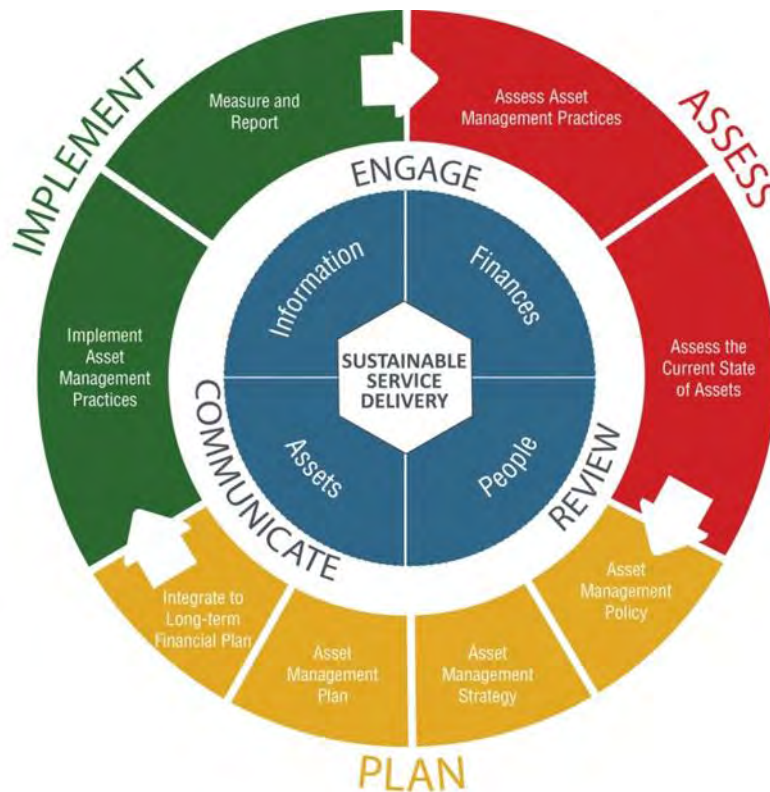 IMPLEMENT
Measure and
Report
Assess Asset
Management Practices
ASSESS
ENGAGE
Information
Finances
Implement
Asset
Management
Practices
SUSTAINABLE
SERVICE
DELIVERY
Assess the
Current State
of Assets
COMMUNICATE
Assets
People
REVIEW
Integrate to
Long-term
Financial Plan
Asset
Management
Plan
Asset
Management
Strategy
Asset
Management
Policy
PLAN